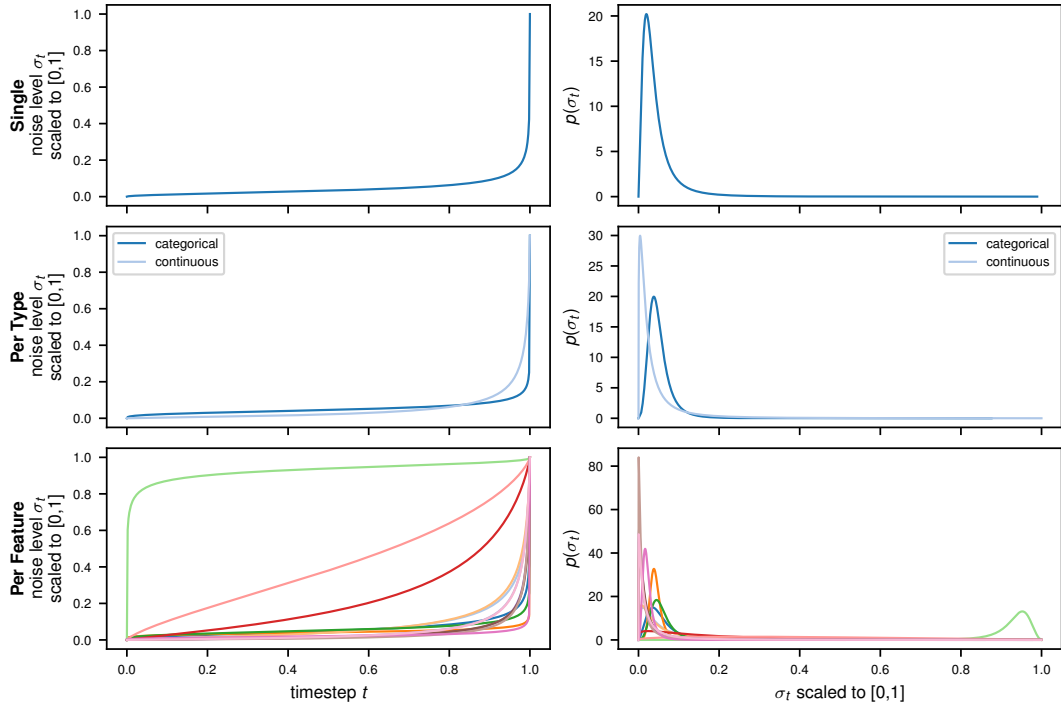 Single
noise level σt
scaled to [0,1]
1.0
0.8
0.6
0.4
0.2
0.0
p(σt)
20
15
10
5
0
Per Type
noise level σt
scaled to [0,1]
1.0
0.8
0.6
0.4
0.2
0.0
categorical
continuous
p(σt)
30
25
20
15
10
5
0
categorical
continuous
Per Feature
noise level σt
scaled to [0,1]
1.0
0.8
0.6
0.4
0.2
0.0
0.0 0.2 0.4 0.6 0.8 1.0
timestep t
p(σt)
80
60
40
20
0
0.0 0.2 0.4 0.6 0.8 1.0
σt scaled to [0,1]